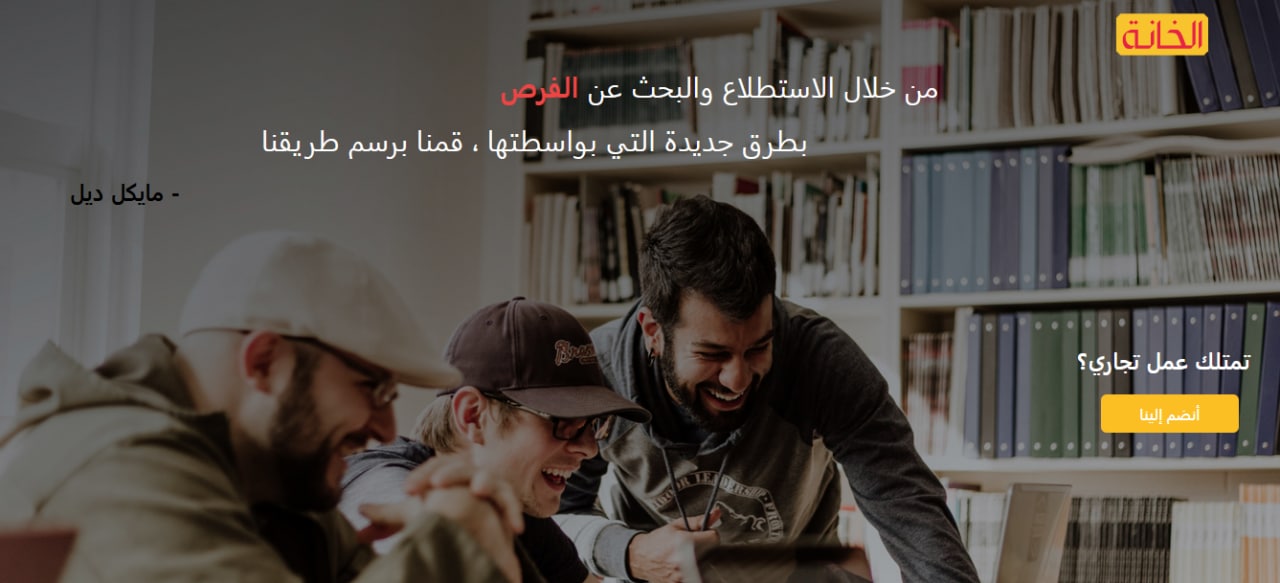 الخانة
من خلال الاستطلاع والبحث عن الفرص
بطرق جديدة التي بواسطتها ، قمنا برسم طريقنا
- مايكل ديل
تمتلك عمل تجاري؟
أنضم إلينا